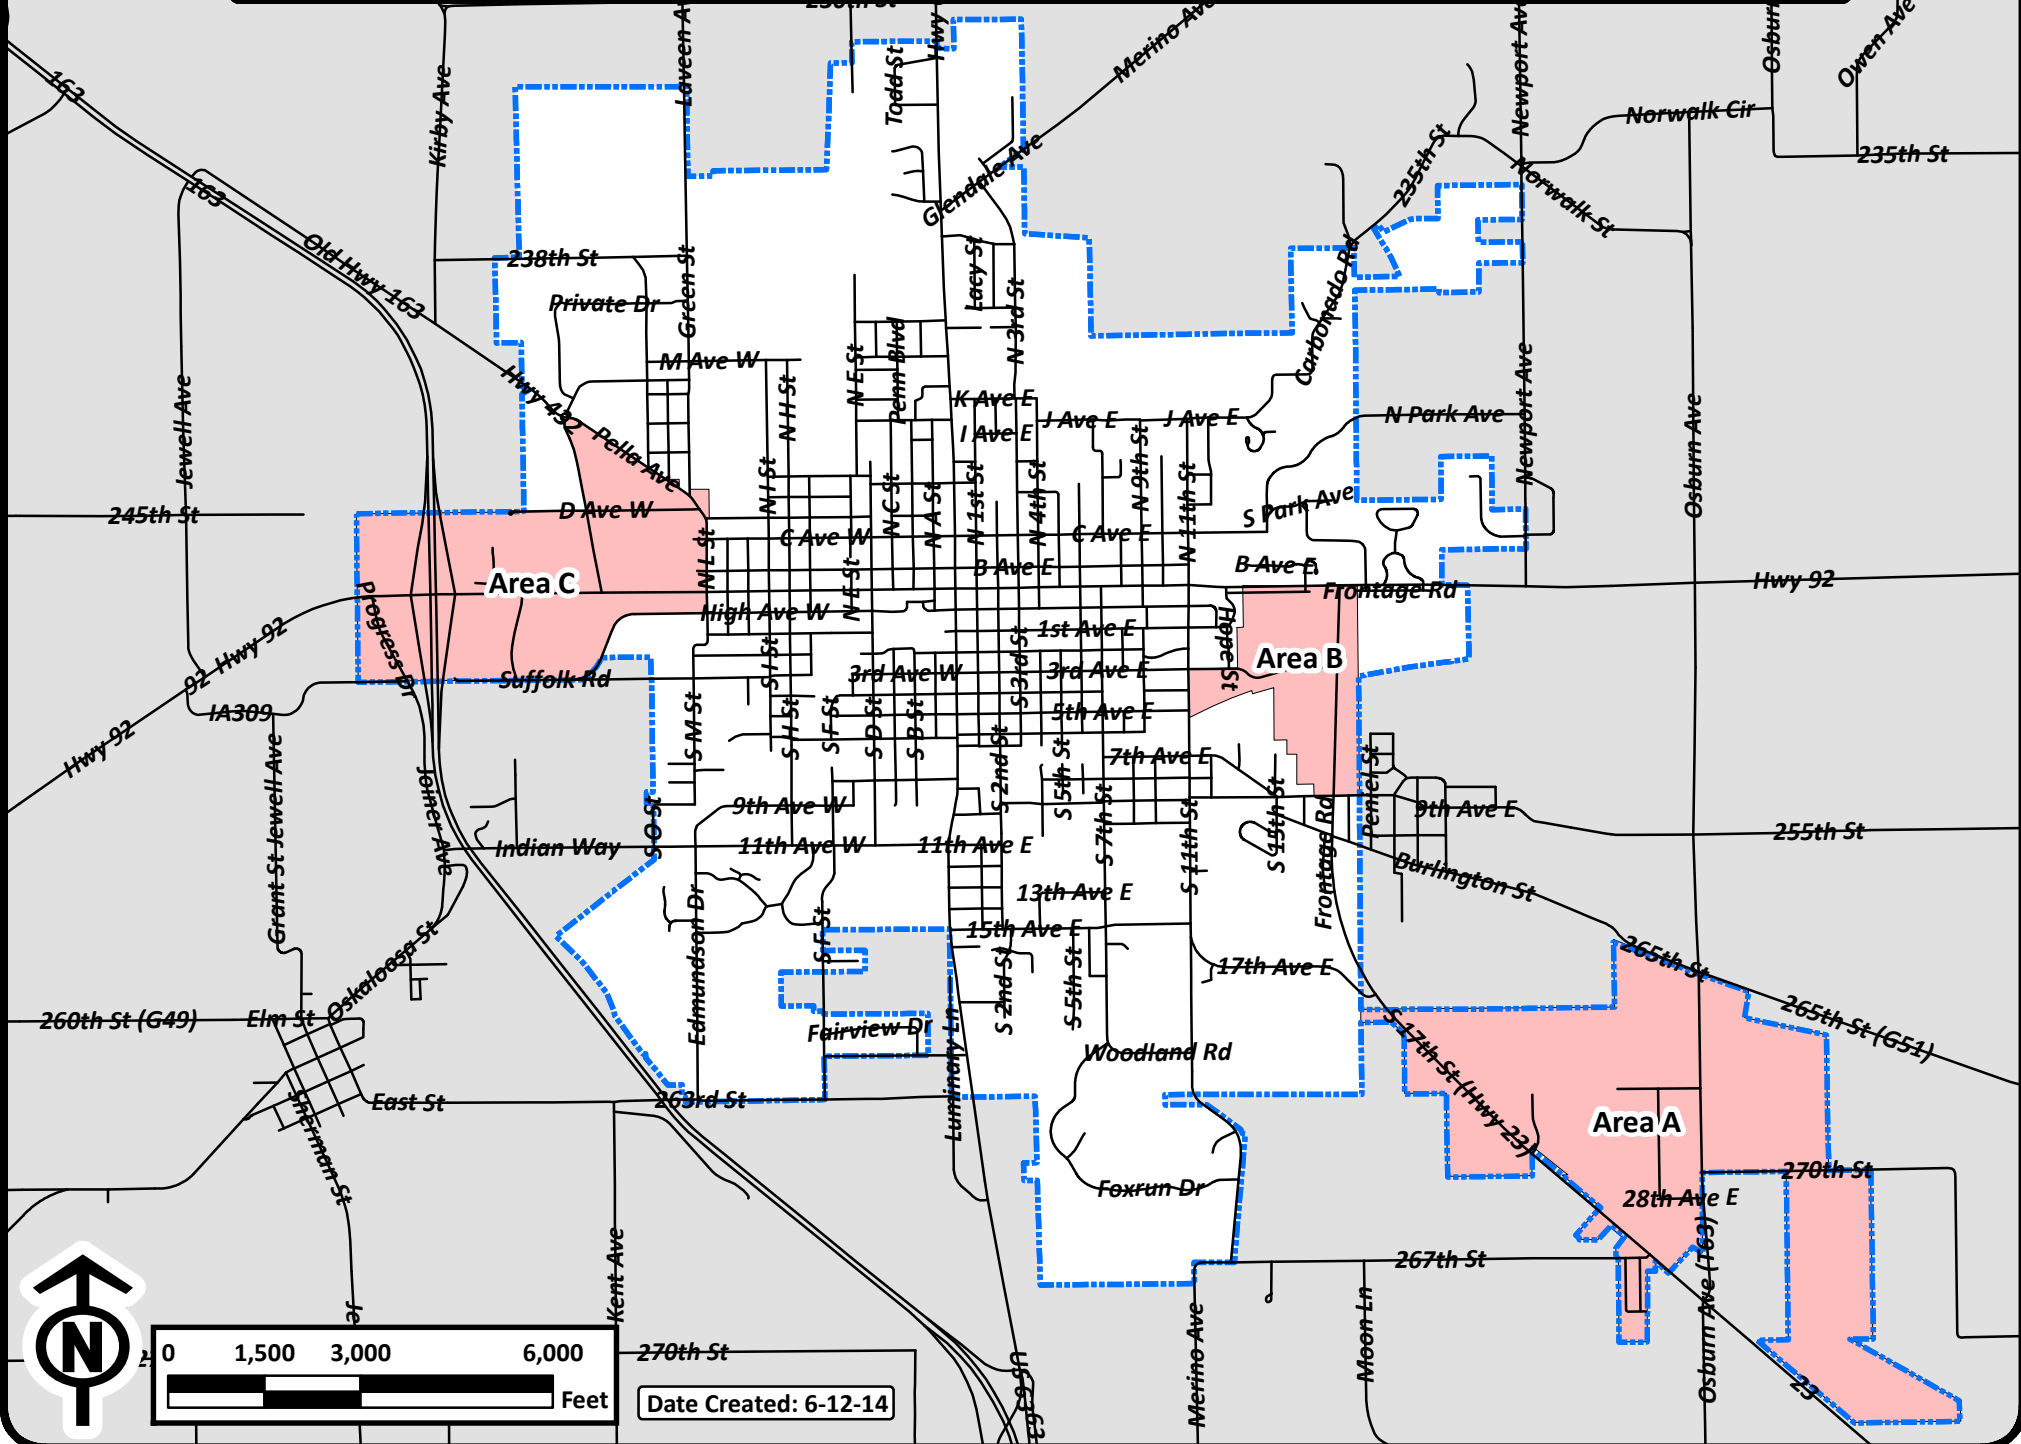 230th St
Hwy
Merino Ave
Laveen Av
Newport Ave
Osburn
Owen Ave
163
Kirby Ave
Todd St
Norwalk Cir
235th St
235th St
Norwalk St
163
Glendale Ave
Old Hwy 163
238th St
Green St
Lacy St
Private Dr
N 3rd St
Carbonado Rd
M Ave W
N E St
Penn Blvd
Hwy 432
N H St
K Ave E
J Ave E
J Ave E
I Ave E
N Park Ave
Newport Ave
Jewell Ave
Pella Ave
N I St
N C St
N A St
N 1st St
N 4th St
N 9th St
N 11th St
S Park Ave
Osburn Ave
245th St
D Ave W
C Ave W
C Ave E
N L St
B Ave E
B Ave E
Area C
N E St
Frontage Rd
Hwy 92
Progress Dr
High Ave W
1st Ave E
Hope St
Area B
92 Hwy 92
Suffolk Rd
S I St
3rd Ave W
S 3rd St
3rd Ave E
IA309
5th Ave E
S M St
S H St
S F St
S D St
S B St
Hwy 92
S 2nd St
S 5th St
7th Ave E
Peniel St
Grant St Jewell Ave
Joiner Ave
S O St
9th Ave W
S 7th St
S 11th St
S 15th St
9th Ave E
255th St
Indian Way
11th Ave W
11th Ave E
Frontage Rd
Burlington St
13th Ave E
Edmundson Dr
S F St
15th Ave E
Oskaloosa St
S 2nd St
S 5th St
17th Ave E
265th St
265th St (G51)
260th St (G49)
Elm St
Fairview Dr
Luminary Ln
Woodland Rd
S 17th St (Hwy 23)
East St
263rd St
Area A
Sherman St
Foxrun Dr
270th St
28th Ave E
267th St
Kent Ave
Osburn Ave (T63)
Merino Ave
Moon Ln
Je
N
0 1,500 3,000 6,000
Feet
270th St
Date Created: 6-12-14
US 63
63
23